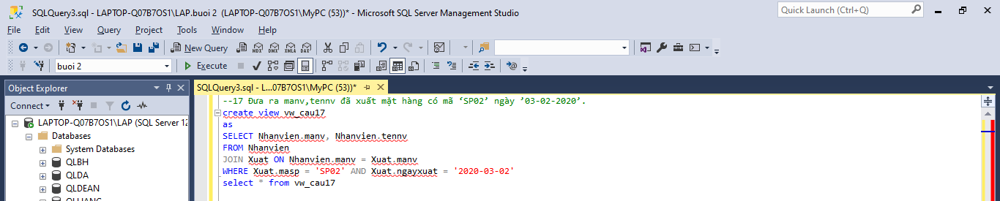 SQLQuery3.sql - LAPTOP-Q07B7OS1\LAP.buoi 2 (LAPTOP-Q07B7OS1\MyPC (53))* - Microsoft SQL Server Management Studio
Quick Launch (Ctrl+Q)
File Edit View Query Project Tools Window Help
New Query MDX DMX XMLA DAX
buoi 2 Execute
Object Explorer
SQLQuery3.sql - L...07B7OS1\MyPC (53))*
Connect
LAPTOP-Q07B7OS1\LAP (SQL Server 12
Databases
System Databases
QLBH
QLDA
QLDEAN
--17 Đưa ra manv,tennv đã xuất mặt hàng có mã ‘SP02’ ngày ’03-02-2020’.
create view vw_cau17
as
SELECT Nhanvien.manv, Nhanvien.tennv
FROM Nhanvien
JOIN Xuat ON Nhanvien.manv = Xuat.manv
WHERE Xuat.masp = 'SP02' AND Xuat.ngayxuat = '2020-03-02'
select * from vw_cau17